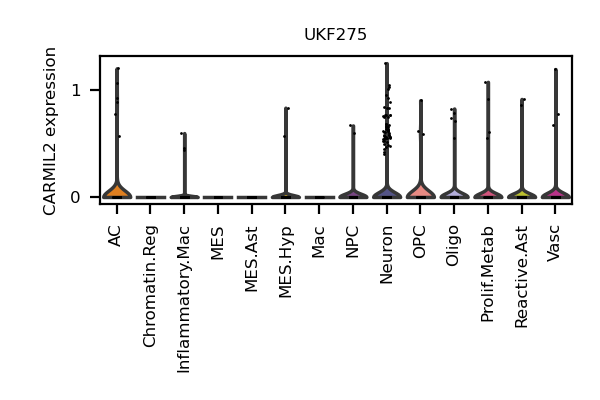 UKF275
CARMIL2 expression
1
0
AC
Chromatin.Reg
Inflammatory.Mac
MES
MES.Ast
MES.Hyp
Mac
NPC
Neuron
OPC
Oligo
Prolif.Metab
Reactive.Ast
Vasc